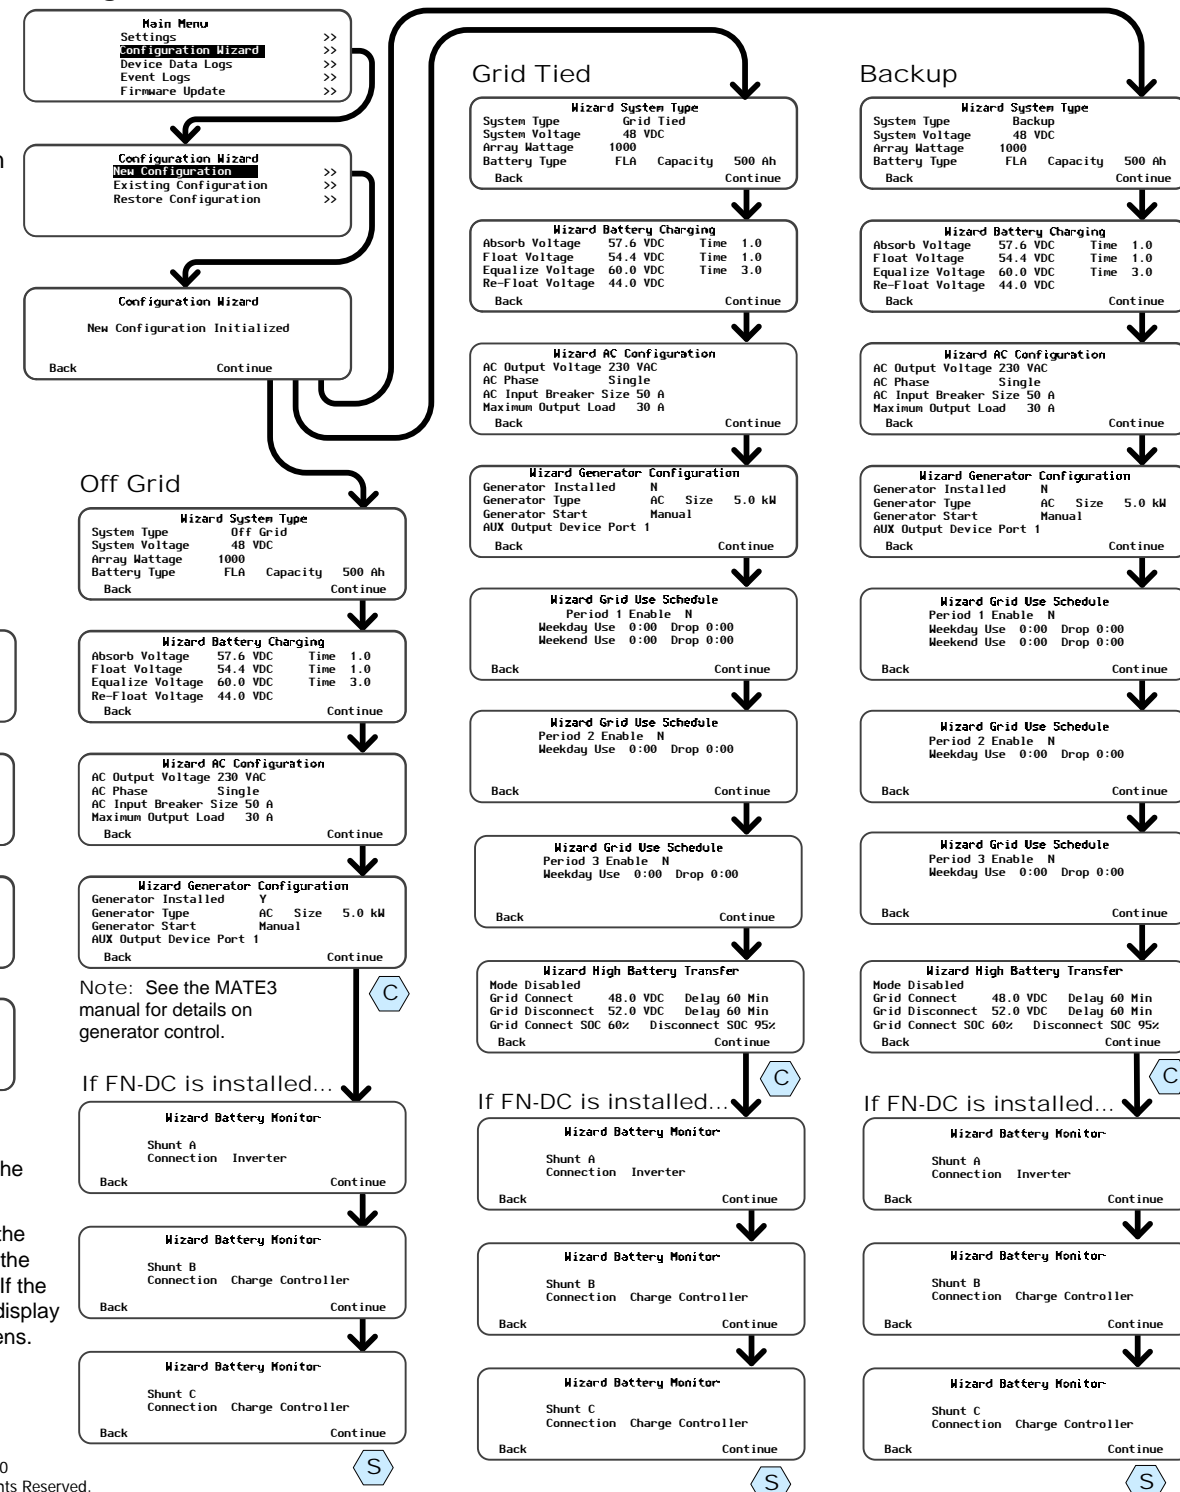 Main Menu
Settings >>
Configuration Wizard >>
Device Data Logs >>
Event Logs >>
Firmware Update >>
Configuration Wizard
New Configuration >>
Existing Configuration >>
Restore Configuration >>
Configuration Wizard
New Configuration Initialized
Back Continue
Off Grid
Wizard System Type
System Type Off Grid
System Voltage 48 VDC
Array Wattage 1000
Battery Type FLA Capacity 500 Ah
Back Continue
Wizard Battery Charging
Absorb Voltage 57.6 VDC Time 1.0
Float Voltage 54.4 VDC Time 1.0
Equalize Voltage 60.0 VDC Time 3.0
Re-Float Voltage 44.0 VDC
Back Continue
Wizard AC Configuration
AC Output Voltage 230 VAC
AC Phase Single
AC Input Breaker Size 50 A
Maximum Output Load 30 A
Back Continue
Wizard Generator Configuration
Generator Installed Y
Generator Type AC Size 5.0 kW
Generator Start Manual
AUX Output Device Port 1
Back Continue
Note: See the MATE3
manual for details on
generator control.
C
If FN-DC is installed...
Wizard Battery Monitor
Shunt A
Connection Inverter
Back Continue
Wizard Battery Monitor
Shunt B
Connection Charge Controller
Back Continue
Wizard Battery Monitor
Shunt C
Connection Charge Controller
Back Continue
S
Grid Tied
Wizard System Type
System Type Grid Tied
System Voltage 48 VDC
Array Wattage 1000
Battery Type FLA Capacity 500 Ah
Back Continue
Wizard Battery Charging
Absorb Voltage 57.6 VDC Time 1.0
Float Voltage 54.4 VDC Time 1.0
Equalize Voltage 60.0 VDC Time 3.0
Re-Float Voltage 44.0 VDC
Back Continue
Wizard AC Configuration
AC Output Voltage 230 VAC
AC Phase Single
AC Input Breaker Size 50 A
Maximum Output Load 30 A
Back Continue
Wizard Generator Configuration
Generator Installed N
Generator Type AC Size 5.0 kW
Generator Start Manual
AUX Output Device Port 1
Back Continue
Wizard Grid Use Schedule
Period 1 Enable N
Weekday Use 0:00 Drop 0:00
Weekend Use 0:00 Drop 0:00
Back Continue
Wizard Grid Use Schedule
Period 2 Enable N
Weekday Use 0:00 Drop 0:00
Back Continue
Wizard Grid Use Schedule
Period 3 Enable N
Weekday Use 0:00 Drop 0:00
Back Continue
Wizard High Battery Transfer
Mode Disabled
Grid Connect 48.0 VDC Delay 60 Min
Grid Disconnect 52.0 VDC Delay 60 Min
Grid Connect SOC 60% Disconnect SOC 95%
Back Continue
C
If FN-DC is installed...
Wizard Battery Monitor
Shunt A
Connection Inverter
Back Continue
Wizard Battery Monitor
Shunt B
Connection Charge Controller
Back Continue
Wizard Battery Monitor
Shunt C
Connection Charge Controller
Back Continue
S
Backup
Wizard System Type
System Type Backup
System Voltage 48 VDC
Array Wattage 1000
Battery Type FLA Capacity 500 Ah
Back Continue
Wizard Battery Charging
Absorb Voltage 57.6 VDC Time 1.0
Float Voltage 54.4 VDC Time 1.0
Equalize Voltage 60.0 VDC Time 3.0
Re-Float Voltage 44.0 VDC
Back Continue
Wizard AC Configuration
AC Output Voltage 230 VAC
AC Phase Single
AC Input Breaker Size 50 A
Maximum Output Load 30 A
Back Continue
Wizard Generator Configuration
Generator Installed N
Generator Type AC Size 5.0 kW
Generator Start Manual
AUX Output Device Port 1
Back Continue
Wizard Grid Use Schedule
Period 1 Enable N
Weekday Use 0:00 Drop 0:00
Weekend Use 0:00 Drop 0:00
Back Continue
Wizard Grid Use Schedule
Period 2 Enable N
Weekday Use 0:00 Drop 0:00
Back Continue
Wizard Grid Use Schedule
Period 3 Enable N
Weekday Use 0:00 Drop 0:00
Back Continue
Wizard High Battery Transfer
Mode Disabled
Grid Connect 48.0 VDC Delay 60 Min
Grid Disconnect 52.0 VDC Delay 60 Min
Grid Connect SOC 60% Disconnect SOC 95%
Back Continue
C
If FN-DC is installed...
Wizard Battery Monitor
Shunt A
Connection Inverter
Back Continue
Wizard Battery Monitor
Shunt B
Connection Charge Controller
Back Continue
Wizard Battery Monitor
Shunt C
Connection Charge Controller
Back Continue
S
the
the
If the
display
Reserved.